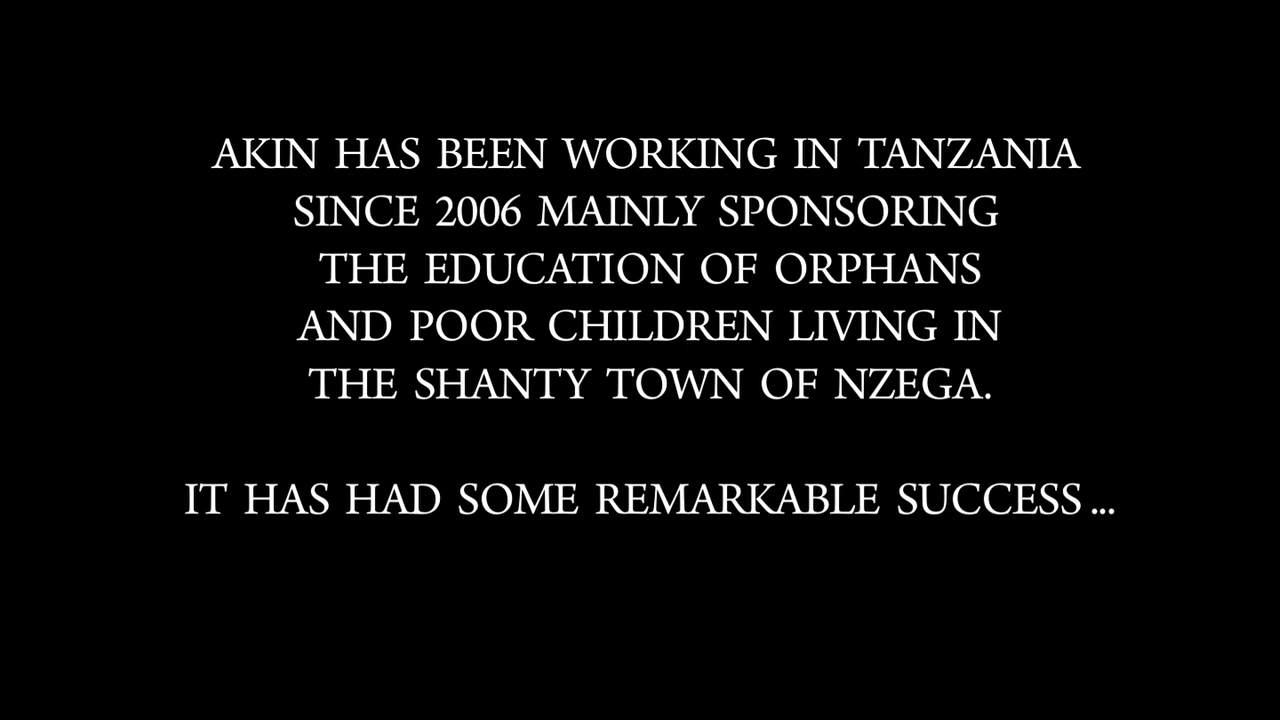 AKIN HAS BEEN WORKING IN TANZANIA
SINCE 2006 MAINLY SPONSORING
THE EDUCATION OF ORPHANS
AND POOR CHILDREN LIVING IN
THE SHANTY TOWN OF NZEGA.
IT HAS HAD SOME REMARKABLE SUCCESS...